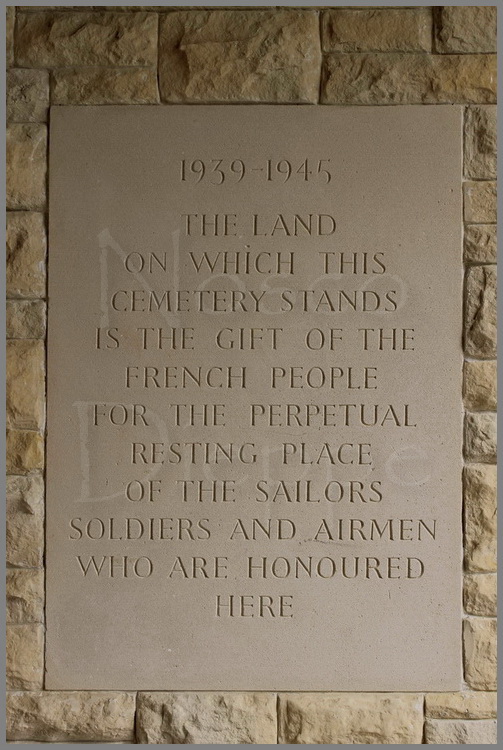 1939-1945
THE LAND
ON WHICH THIS
CEMETERY STANDS
IS THE GIFT OF THE
FRENCH PEOPLE
FOR THE PERPETUAL
RESTING PLACE
OF THE SAILORS
SOLDIERS AND AIRMEN
WHO ARE HONOURED
HERE